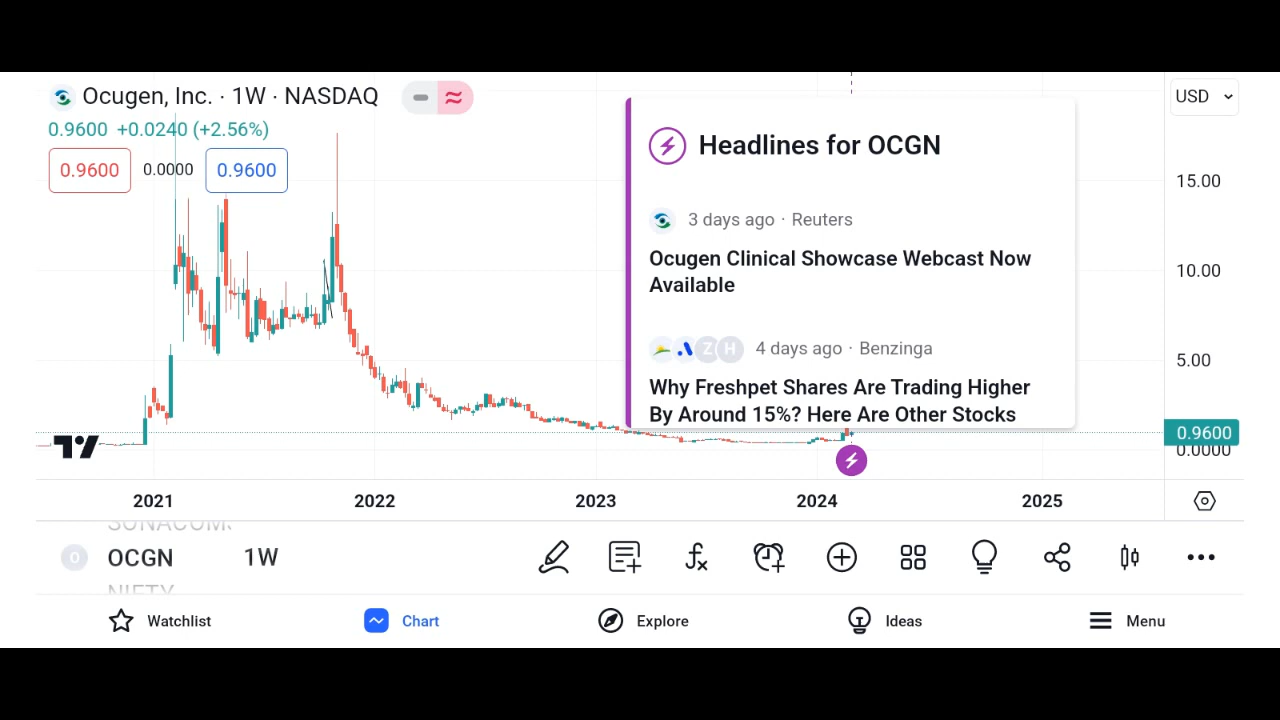 Ocugen, Inc. · 1W · NASDAQ
USD
0.9600 +0.0240 (+2.56%)
0.9600 0.0000 0.9600
Headlines for OCGN
3 days ago · Reuters
Ocugen Clinical Showcase Webcast Now
Available
Z H 4 days ago · Benzinga
Why Freshpet Shares Are Trading Higher
By Around 15%? Here Are Other Stocks
15.00
10.00
5.00
0.9600
0.0000
2021 2022 2023 2024 2025
SONACOMS
O OCGN 1W
NIFTY
Watchlist Chart Explore Ideas Menu